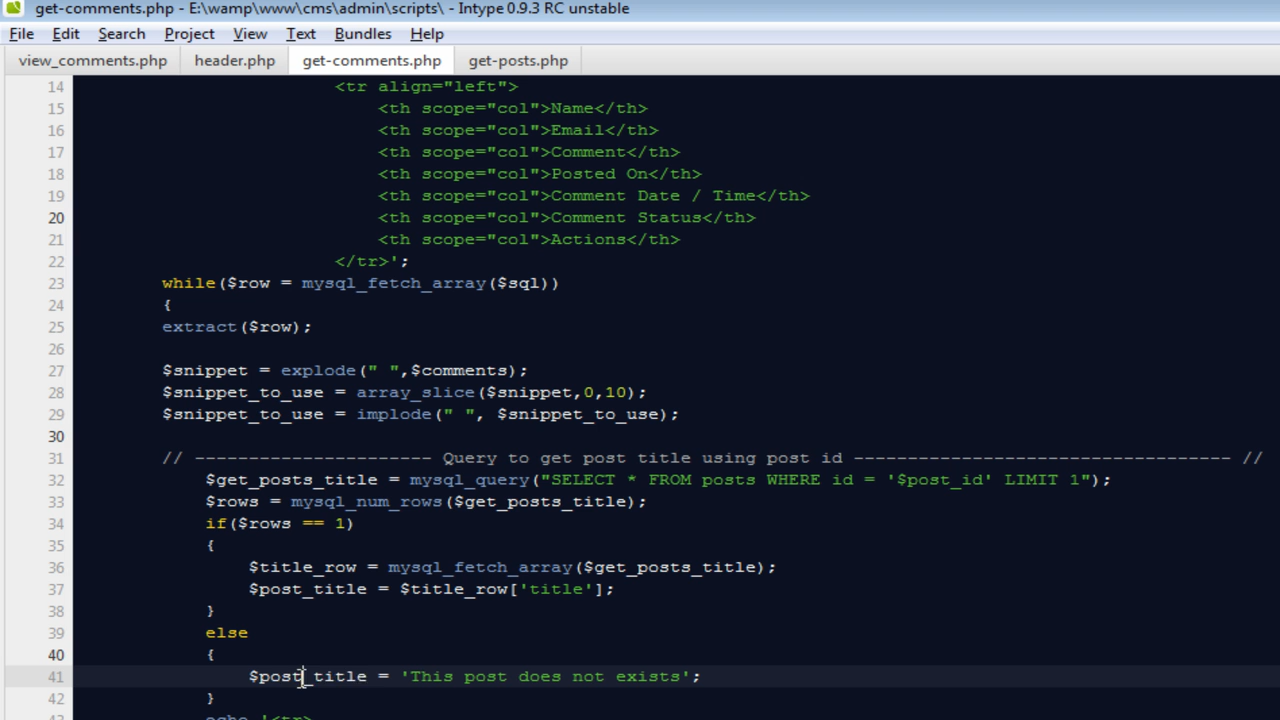 get-comments.php - E:\wamp\www\cms\admin\scripts\ - Intype 0.9.3 RC unstable
File Edit Search Project View Text Bundles Help
view_comments.php header.php get-comments.php get-posts.php
14 <tr align="left">
15 <th scope="col">Name</th>
16 <th scope="col">Email</th>
17 <th scope="col">Comment</th>
18 <th scope="col">Posted On</th>
19 <th scope="col">Comment Date / Time</th>
20 <th scope="col">Comment Status</th>
21 <th scope="col">Actions</th>
22 </tr>';
23 while($row = mysql_fetch_array($sql))
24 {
25 extract($row);
26
27 $snippet = explode(" ",$comments);
28 $snippet_to_use = array_slice($snippet,0,10);
29 $snippet_to_use = implode(" ", $snippet_to_use);
30
31 // ---------------------- Query to get post title using post id ----------------------------------- //
32 $get_posts_title = mysql_query("SELECT * FROM posts WHERE id = '$post_id' LIMIT 1");
33 $rows = mysql_num_rows($get_posts_title);
34 if($rows == 1)
35 {
36 $title_row = mysql_fetch_array($get_posts_title);
37 $post_title = $title_row['title'];
38 }
39 else
40 {
41 $post_title = 'This post does not exists';
42 }
43 echo '<tr>